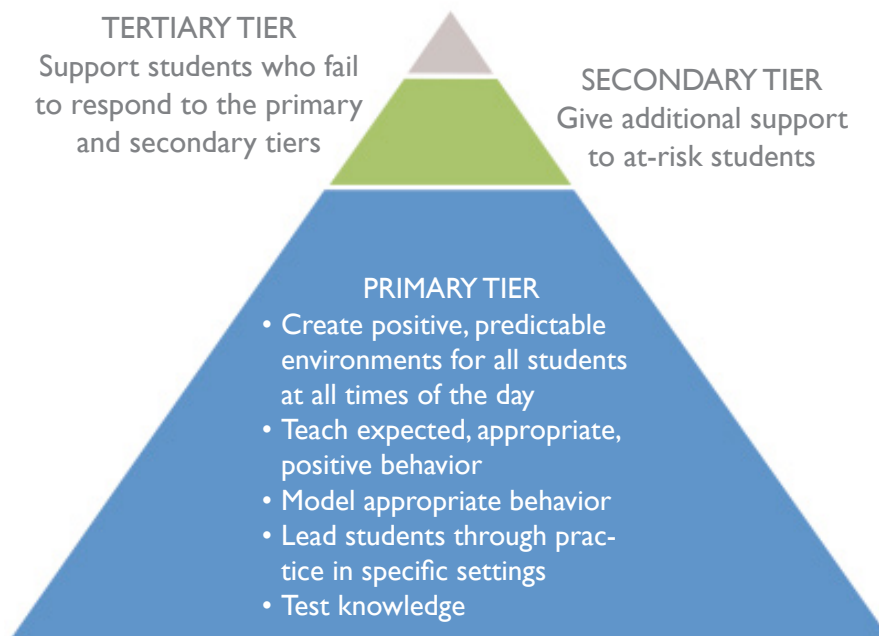 TERTIARY TIER
Support students who fail
to respond to the primary
and secondary tiers
SECONDARY TIER
Give additional support
to at-risk students
PRIMARY TIER
• Create positive, predictable
environments for all students
at all times of the day
• Teach expected, appropriate,
positive behavior
• Model appropriate behavior
• Lead students through prac-
tice in specific settings
• Test knowledge